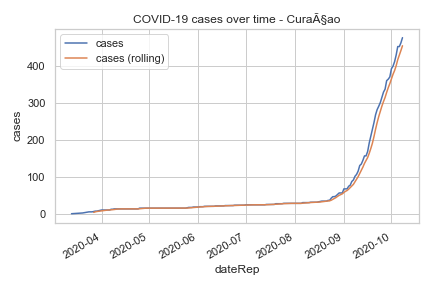 COVID-19 cases over time - CuraÃ§ao
cases
cases (rolling)
cases
400
300
200
100
0
2020-04
2020-05
2020-06
2020-07
2020-08
2020-09
2020-10
dateRep